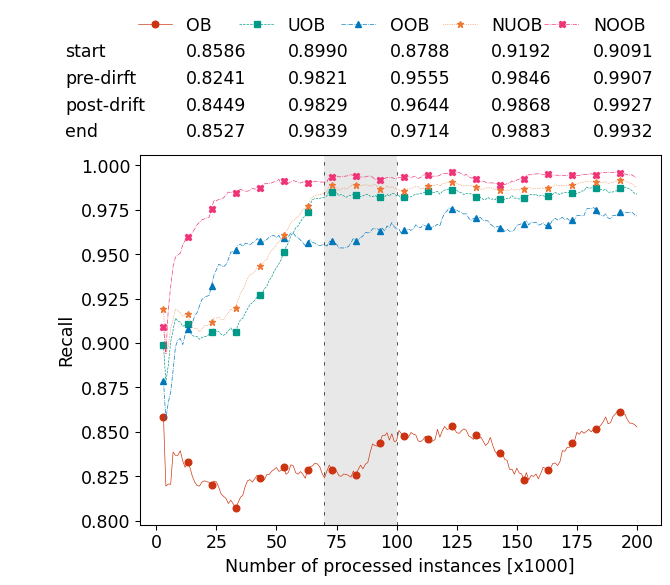 OB UOB OOB NUOB NOOB
start 0.8586 0.8990 0.8788 0.9192 0.9091
pre-dirft 0.8241 0.9821 0.9555 0.9846 0.9907
post-drift 0.8449 0.9829 0.9644 0.9868 0.9927
end 0.8527 0.9839 0.9714 0.9883 0.9932
1.000
0.975
0.950
0.925
0.900
0.875
0.850
0.825
0.800
Recall
0 25 50 75 100 125 150 175 200
Number of processed instances [x1000]